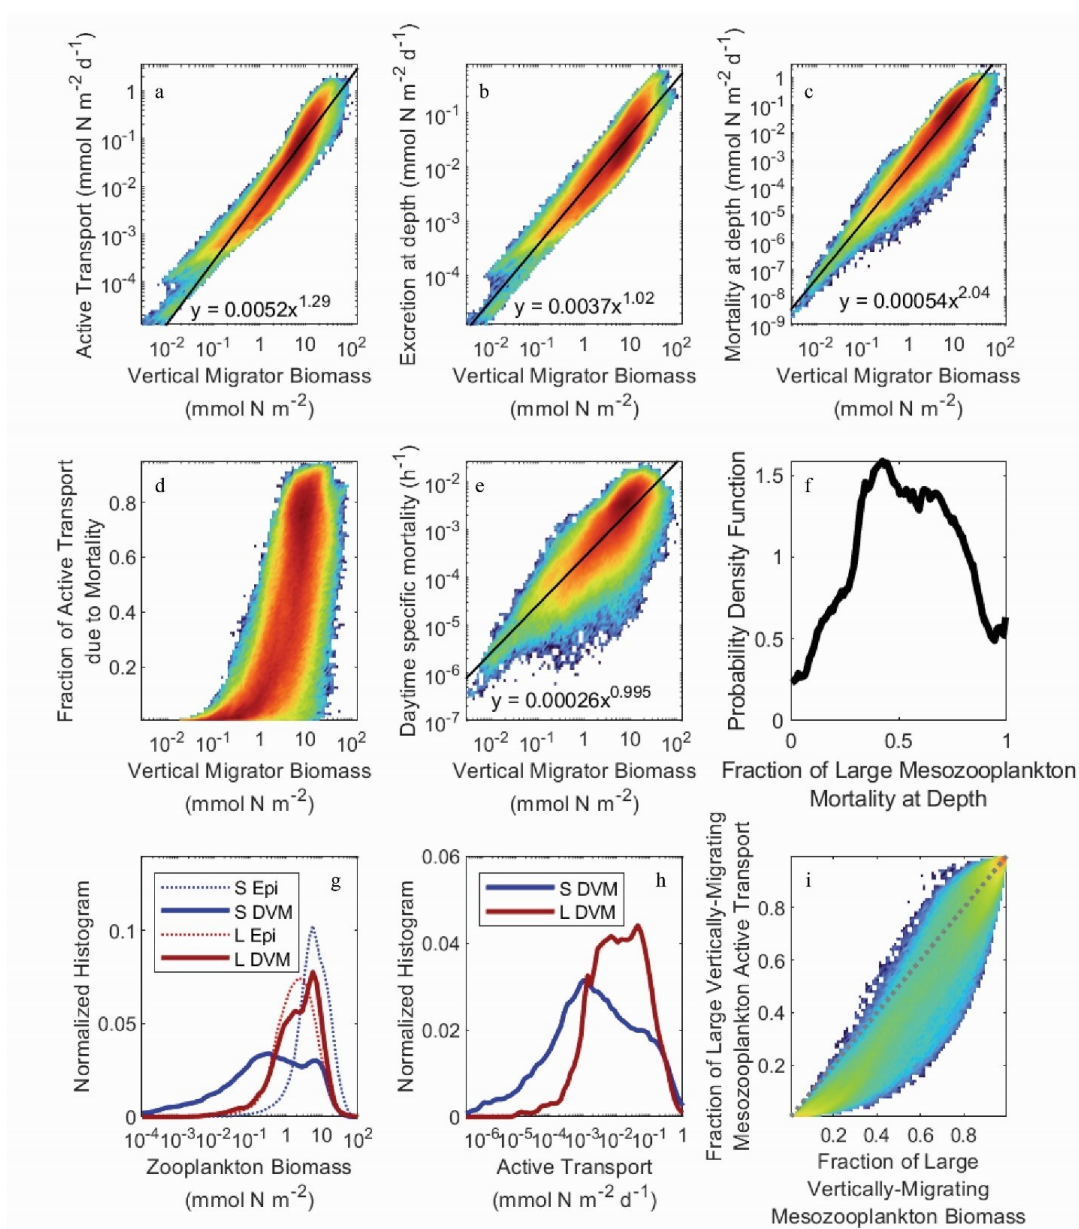 Active Transport (mmol N m-2 d-1)
1
10-1
10-2
10-3
10-4
a
y = 0.0052x1.29
10-2 10-1 1 10 102
Vertical Migrator Biomass
(mmol N m-2)
Excretion at depth (mmol N m-2 d-1)
1
10-1
10-2
10-3
10-4
b
y = 0.0037x1.02
10-2 10-1 1 10 102
Vertical Migrator Biomass
(mmol N m-2)
Mortality at depth (mmol N m-2 d-1)
1
10-1
10-2
10-3
10-4
10-5
10-6
10-7
10-8
10-9
c
y = 0.00054x2.04
10-2 10-1 1 10 102
Vertical Migrator Biomass
(mmol N m-2)
Fraction of Active Transport
due to Mortality
0.8
0.6
0.4
0.2
d
10-2 10-1 1 10 102
Vertical Migrator Biomass
(mmol N m-2)
Daytime specific mortality (h-1)
10-2
10-3
10-4
10-5
10-6
10-7
e
y = 0.00026x0.995
10-2 10-1 1 10 102
Vertical Migrator Biomass
(mmol N m-2)
Probability Density Function
1.5
1
0.5
0
f
0 0.5 1
Fraction of Large Mesozooplankton
Mortality at Depth
Normalized Histogram
0.1
0.05
0
g
S Epi
S DVM
L Epi
L DVM
10-4 10-3 10-2 10-1 1 10 102
Zooplankton Biomass
(mmol N m-2)
Normalized Histogram
0.06
0.04
0.02
0
h
S DVM
L DVM
10-6 10-5 10-4 10-3 10-2 10-1 1
Active Transport
(mmol N m-2 d-1)
Fraction of Large Vertically-Migrating
Mesozooplankton Active Transport
0.8
0.6
0.4
0.2
i
0.2 0.4 0.6 0.8
Fraction of Large
Vertically-Migrating
Mesozooplankton Biomass